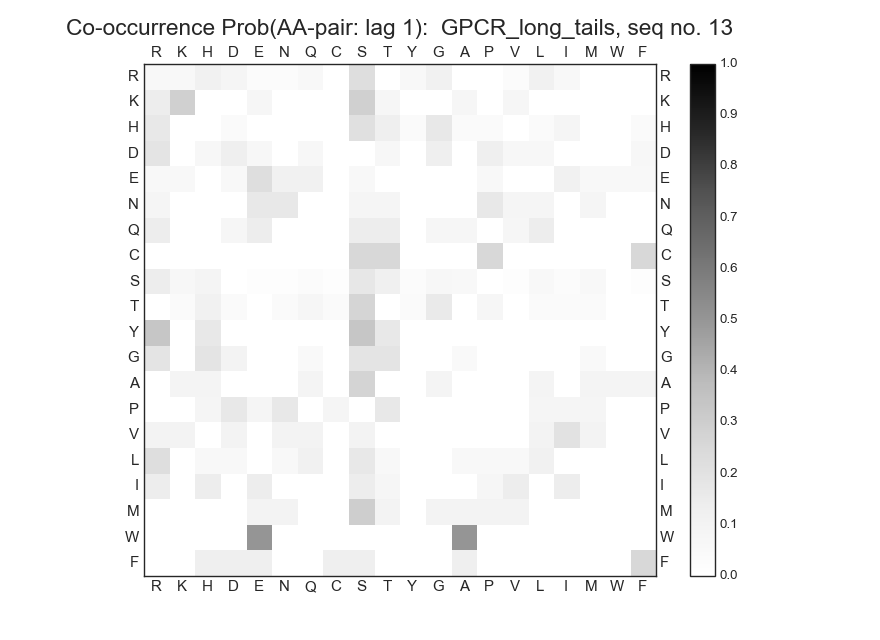 Co-occurrence Prob(AA-pair: lag 1):  GPCR_long_tails, seq no. 13
R K H D E N Q C S T Y G A P V L I M W F
1.0
R R
0.9
K K
H H
0.8
D D
0.7
E E
N N
0.6
Q Q
C C
0.5
S S
T T
0.4
Y Y
G G
0.3
A A
P P
0.2
V V
L L
0.1
I I
M M
W W
F F
0.0
R K H D E N Q C S T Y G A P V L I M W F